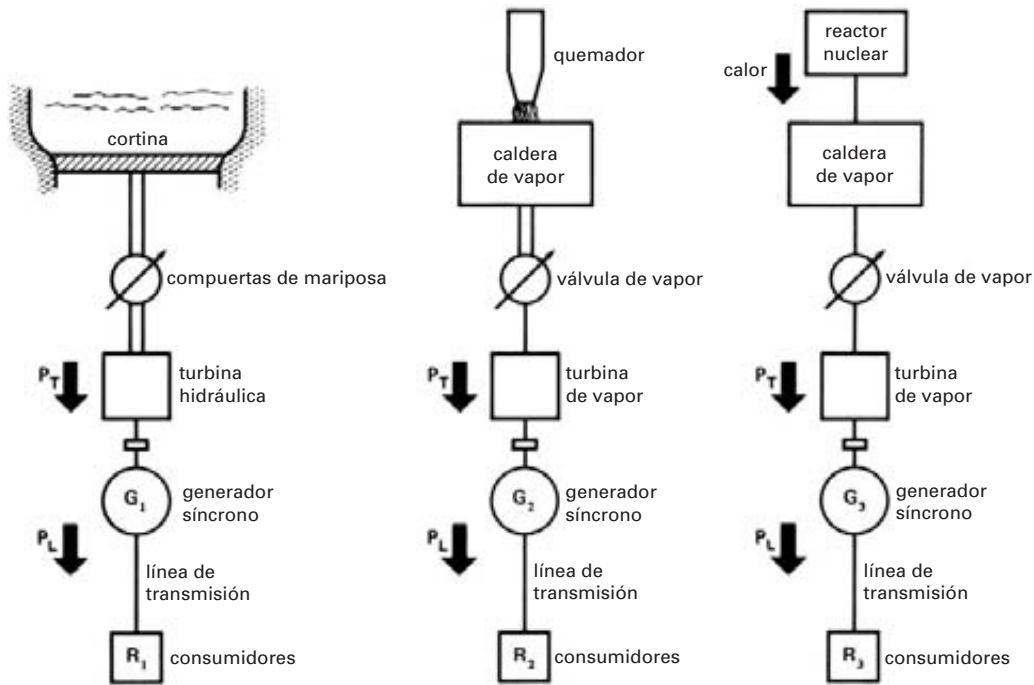 cortina
compuertas de mariposa
P_T
turbina
hidráulica
G_1
generador
síncrono
P_L
línea de
transmisión
R_1
consumidores
quemador
caldera
de vapor
válvula de vapor
P_T
turbina
de vapor
G_2
generador
síncrono
P_L
línea de
transmisión
R_2
consumidores
reactor
nuclear
calor
caldera
de vapor
válvula de vapor
P_T
turbina
de vapor
G_3
generador
síncrono
P_L
línea de
transmisión
R_3
consumidores